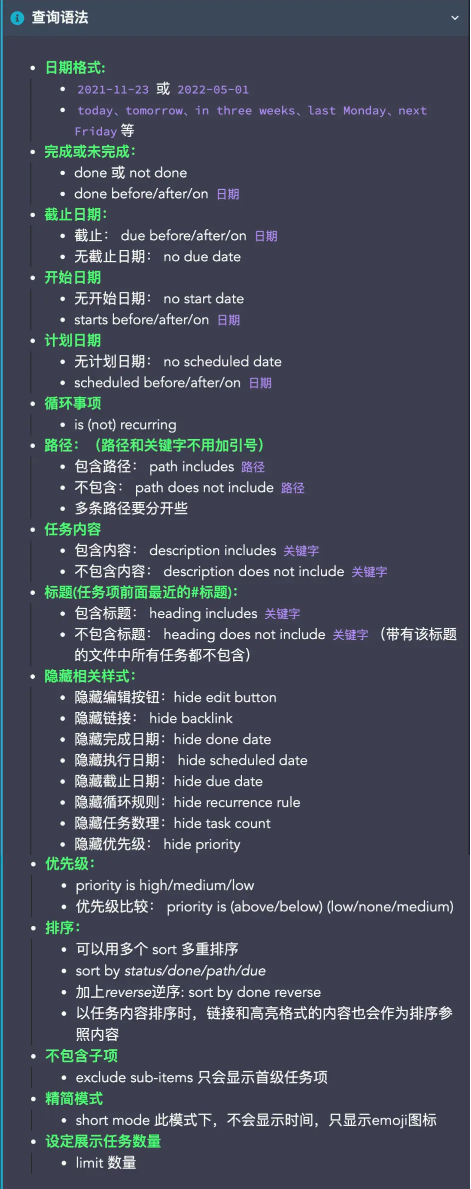 查询语法
日期格式:
2021-11-23 或 2022-05-01
today、tomorrow、in three weeks、last Monday、next
Friday 等
完成或未完成：
done 或 not done
done before/after/on 日期
截止日期：
截止： due before/after/on 日期
无截止日期： no due date
开始日期
无开始日期： no start date
starts before/after/on 日期
计划日期
无计划日期： no scheduled date
scheduled before/after/on 日期
循环事项
is (not) recurring
路径：（路径和关键字不用加引号）
包含路径： path includes 路径
不包含： path does not include 路径
多条路径要分开些
任务内容
包含内容： description includes 关键字
不包含内容： description does not include 关键字
标题(任务项前面最近的#标题)：
包含标题： heading includes 关键字
不包含标题： heading does not include 关键字 （带有该标题
的文件中所有任务都不包含）
隐藏相关样式：
隐藏编辑按钮：hide edit button
隐藏链接： hide backlink
隐藏完成日期：hide done date
隐藏执行日期： hide scheduled date
隐藏截止日期：hide due date
隐藏循环规则：hide recurrence rule
隐藏任务数理：hide task count
隐藏优先级： hide priority
优先级：
priority is high/medium/low
优先级比较： priority is (above/below) (low/none/medium)
排序：
可以用多个 sort 多重排序
sort by status/done/path/due
加上reverse逆序: sort by done reverse
以任务内容排序时，链接和高亮格式的内容也会作为排序参
照内容
不包含子项
exclude sub-items 只会显示首级任务项
精简模式
short mode 此模式下，不会显示时间，只显示emoji图标
设定展示任务数量
limit 数量